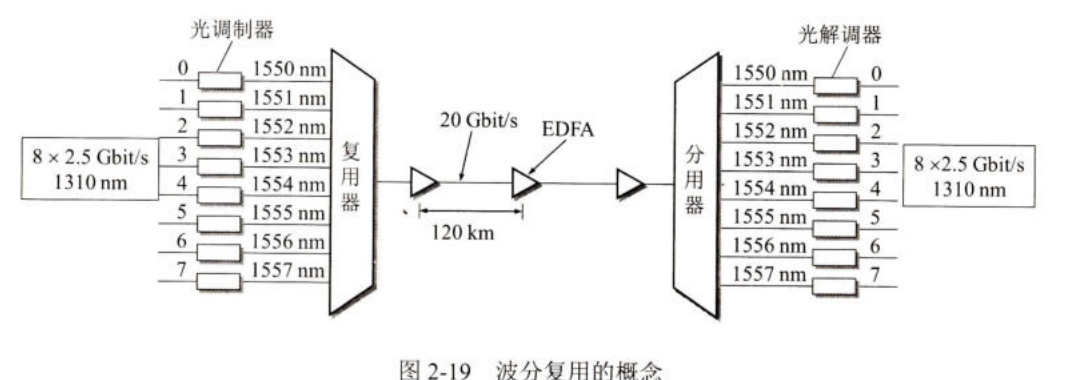 光调制器
光解调器
0 1550 nm
1 1551 nm
2 1552 nm
3 1553 nm
4 1554 nm
5 1555 nm
6 1556 nm
7 1557 nm
8 × 2.5 Gbit/s
1310 nm
复用器
20 Gbit/s
EDFA
120 km
分用器
1550 nm 0
1551 nm 1
1552 nm 2
1553 nm 3
1554 nm 4
1555 nm 5
1556 nm 6
1557 nm 7
8 ×2.5 Gbit/s
1310 nm
图 2-19 波分复用的概念